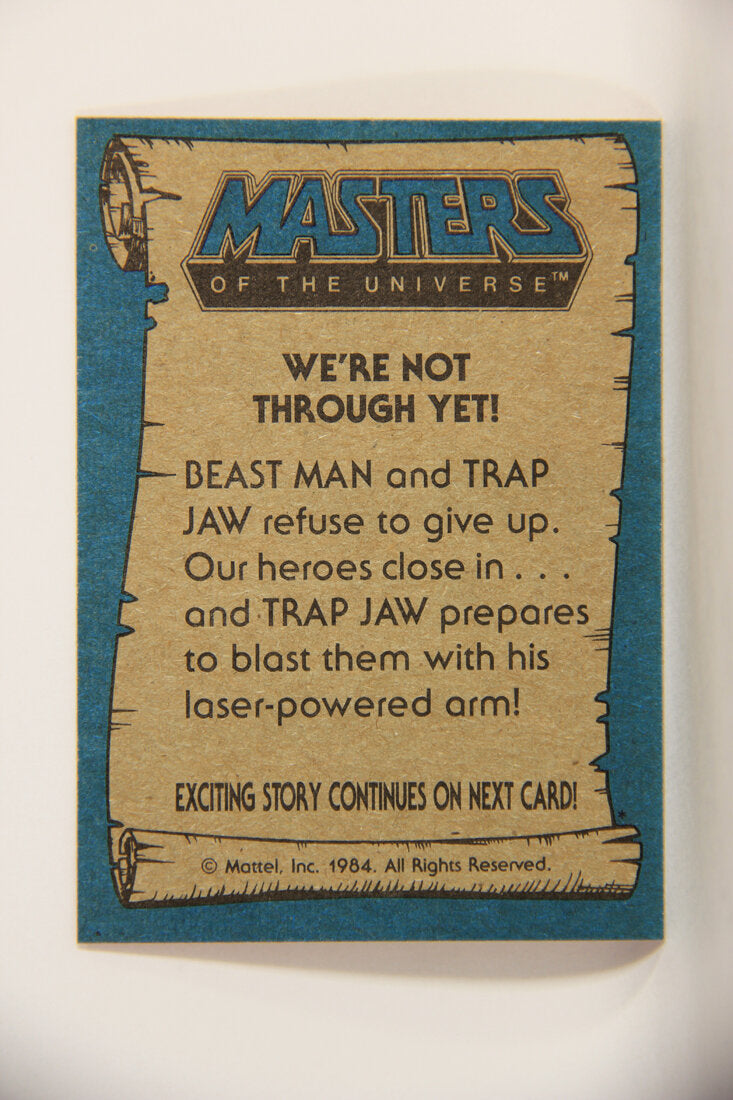 MASTERS
OF THE UNIVERSE™
WE'RE NOT
THROUGH YET!
BEAST MAN and TRAP
JAW refuse to give up.
Our heroes close in . . .
and TRAP JAW prepares
to blast them with his
laser-powered arm!
EXCITING STORY CONTINUES ON NEXT CARD!
*
© Mattel, Inc. 1984. All Rights Reserved.